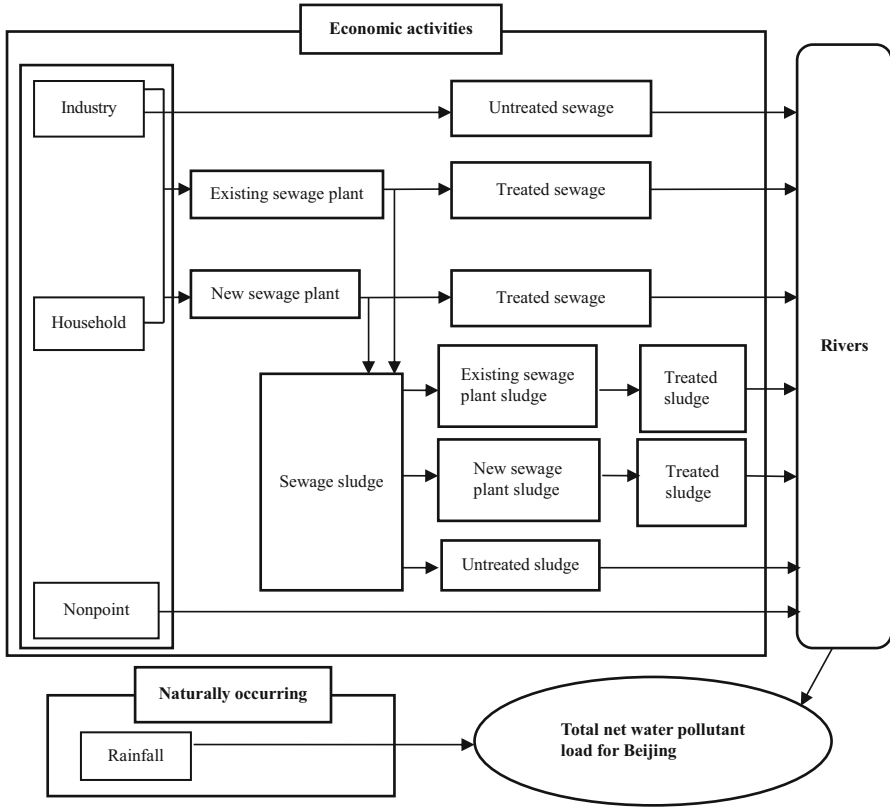 Economic activities
Industry
Untreated sewage
Existing sewage plant
Treated sewage
New sewage plant
Treated sewage
Household
Rivers
Existing sewage
plant sludge
Treated
sludge
Sewage sludge
New sewage
plant sludge
Treated
sludge
Untreated sludge
Nonpoint
Naturally occurring
Rainfall
Total net water pollutant
load for Beijing